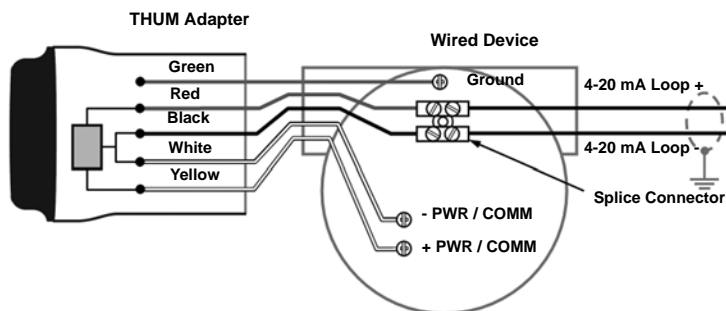 THUM Adapter
Wired Device
Green
Ground
Red
4-20 mA Loop +
Black
White
4-20 mA Loop -
Yellow
Splice Connector
- PWR / COMM
+ PWR / COMM